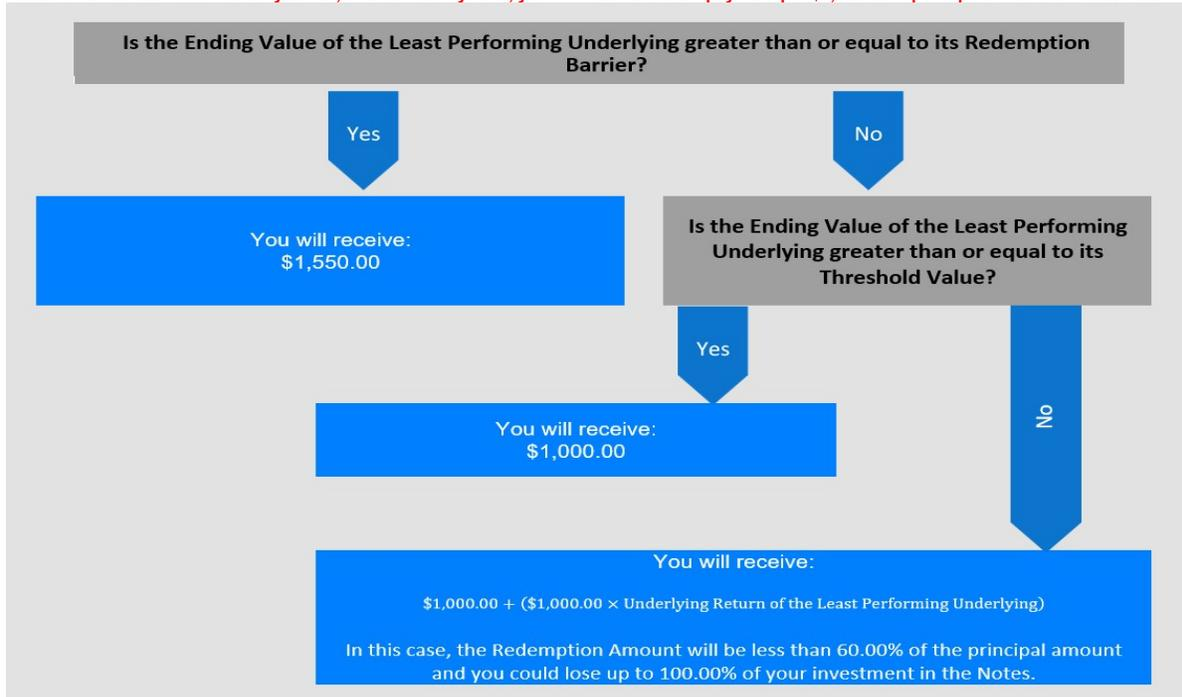 Is the Ending Value of the Least Performing Underlying greater than or equal to its Redemption
Barrier?
Yes
No
You will receive:
$1,550.00
Is the Ending Value of the Least Performing
Underlying greater than or equal to its
Threshold Value?
Yes
No
You will receive:
$1,000.00
You will receive:
$1,000.00 + ($1,000.00 × Underlying Return of the Least Performing Underlying)
In this case, the Redemption Amount will be less than 60.00% of the principal amount
and you could lose up to 100.00% of your investment in the Notes.